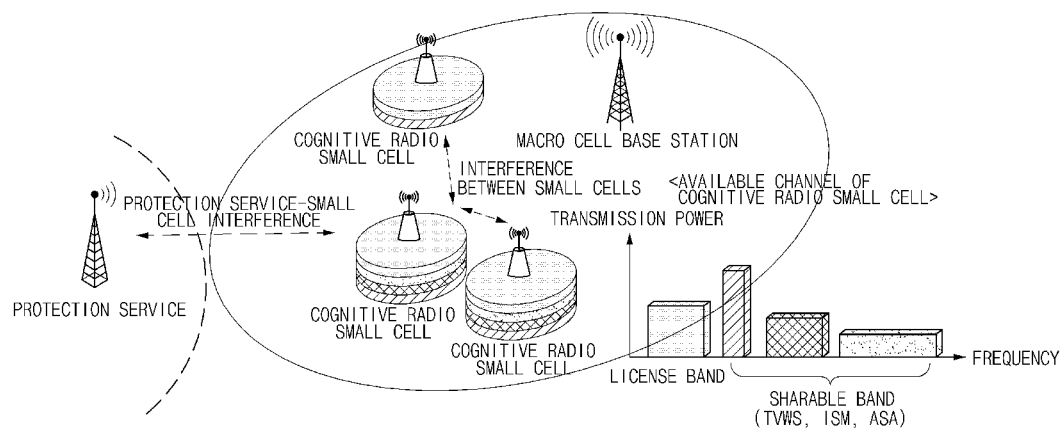 COGNITIVE RADIO
SMALL CELL
MACRO CELL BASE STATION
INTERFERENCE
BETWEEN SMALL CELLS
<AVAILABLE CHANNEL OF
COGNITIVE RADIO SMALL CELL>
PROTECTION SERVICE-SMALL
CELL INTERFERENCE
TRANSMISSION POWER
PROTECTION SERVICE
COGNITIVE RADIO
SMALL CELL
COGNITIVE RADIO
SMALL CELL
FREQUENCY
LICENSE BAND
SHARABLE BAND
(TVWS, ISM, ASA)